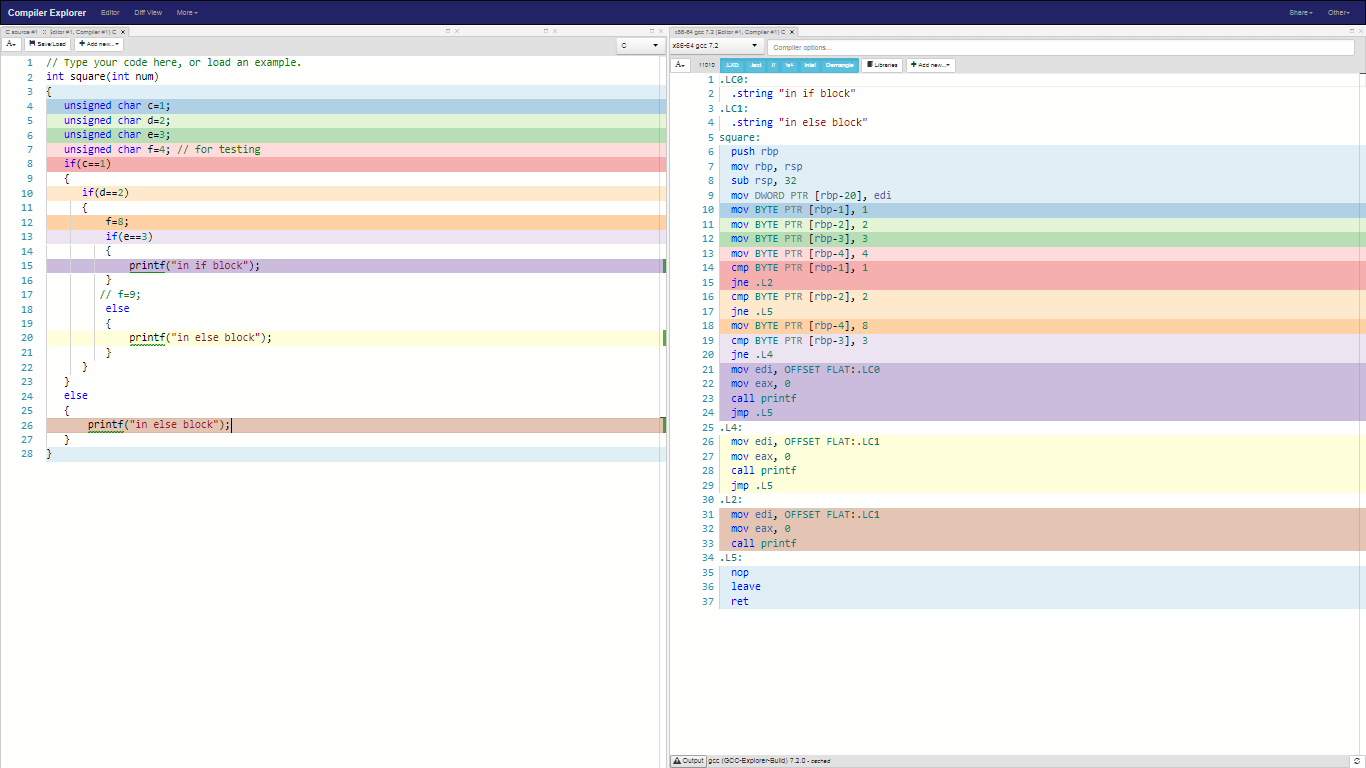 Compiler Explorer Editor Diff View More Share Other
C source #1 Editor #1, Compiler #1) C
A Save/Load Add new... C
1 // Type your code here, or load an example.
2 int square(int num)
3 {
4 unsigned char c=1;
5 unsigned char d=2;
6 unsigned char e=3;
7 unsigned char f=4; // for testing
8 if(c==1)
9 {
10 if(d==2)
11 {
12 f=8;
13 if(e==3)
14 {
15 printf("in if block");
16 }
17 // f=9;
18 else
19 {
20 printf("in else block");
21 }
22 }
23 }
24 else
25 {
26 printf("in else block");
27 }
28 }
x86-64 gcc 7.2 (Editor #1, Compiler #1) C
x86-64 gcc 7.2 Compiler options...
A 11010 .LX0: .text // \s+ Intel Demangle Libraries Add new...
1 .LC0:
2 .string "in if block"
3 .LC1:
4 .string "in else block"
5 square:
6 push rbp
7 mov rbp, rsp
8 sub rsp, 32
9 mov DWORD PTR [rbp-20], edi
10 mov BYTE PTR [rbp-1], 1
11 mov BYTE PTR [rbp-2], 2
12 mov BYTE PTR [rbp-3], 3
13 mov BYTE PTR [rbp-4], 4
14 cmp BYTE PTR [rbp-1], 1
15 jne .L2
16 cmp BYTE PTR [rbp-2], 2
17 jne .L5
18 mov BYTE PTR [rbp-4], 8
19 cmp BYTE PTR [rbp-3], 3
20 jne .L4
21 mov edi, OFFSET FLAT:.LC0
22 mov eax, 0
23 call printf
24 jmp .L5
25 .L4:
26 mov edi, OFFSET FLAT:.LC1
27 mov eax, 0
28 call printf
29 jmp .L5
30 .L2:
31 mov edi, OFFSET FLAT:.LC1
32 mov eax, 0
33 call printf
34 .L5:
35 nop
36 leave
37 ret
Output gcc (GCC-Explorer-Build) 7.2.0 - cached